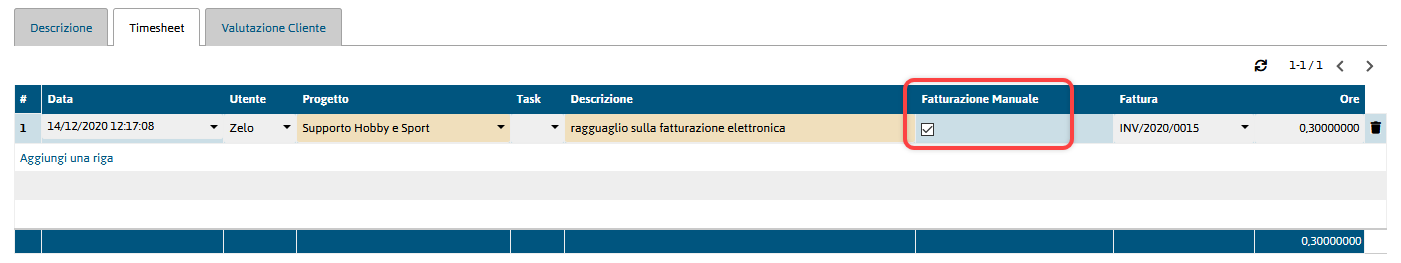 Descrizione Timesheet Valutazione Cliente
1-1 / 1
# Data Utente Progetto Task Descrizione Fatturazione Manuale Fattura Ore
1 14/12/2020 12:17:08 Zelo Supporto Hobby e Sport ragguaglio sulla fatturazione elettronica INV/2020/0015 0,30000000
Aggiungi una riga
0,30000000